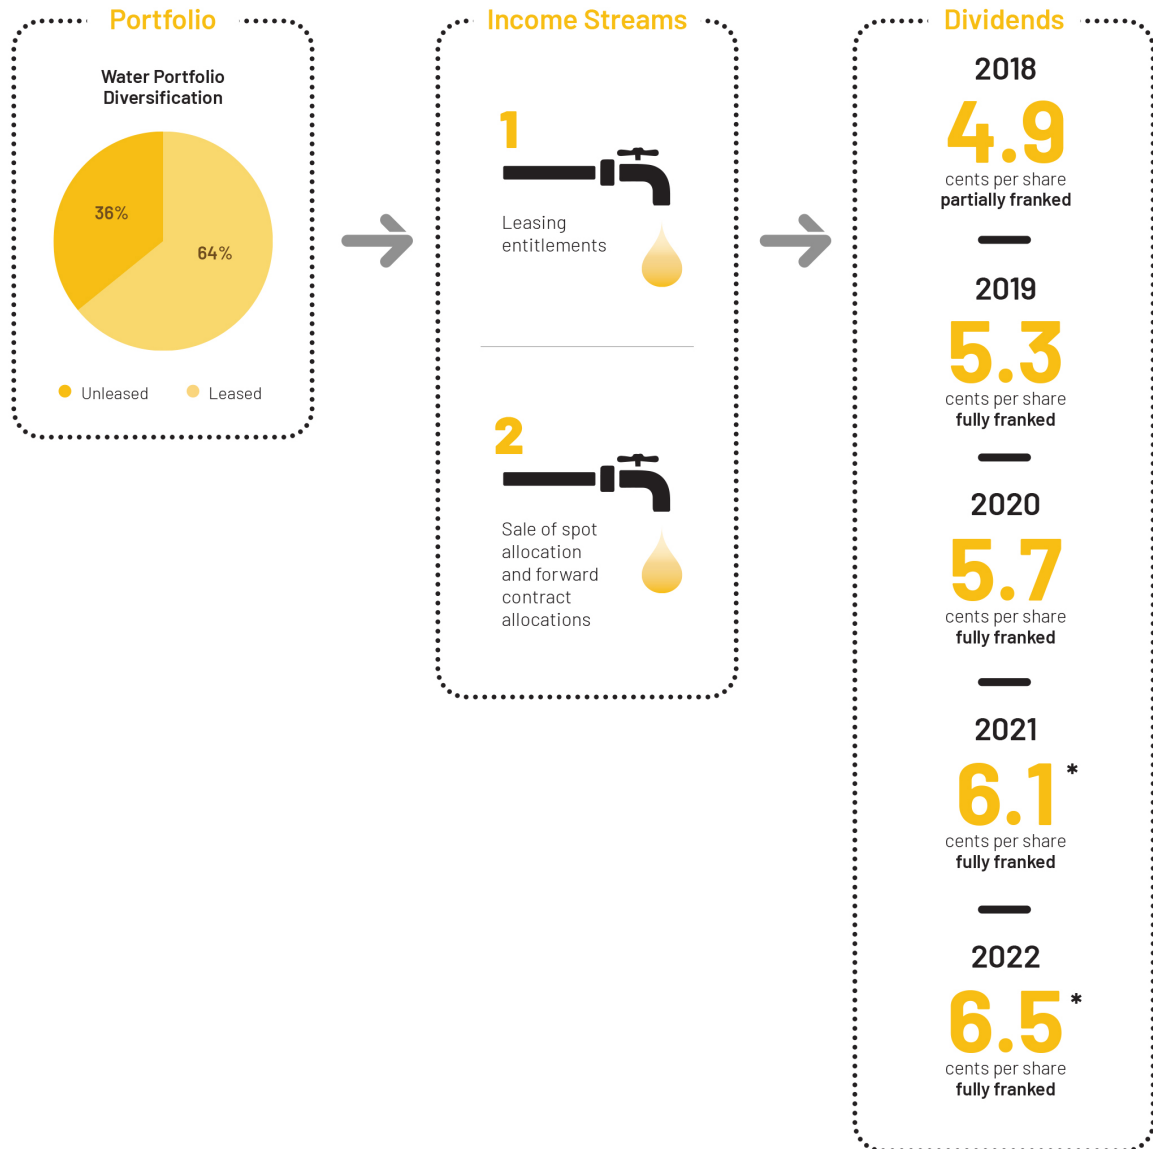 Portfolio
Water Portfolio
Diversification
36%
64%
Unleased
Leased
Income Streams
1
Leasing
entitlements
2
Sale of spot
allocation
and forward
contract
allocations
Dividends
2018
4.9
cents per share
partially franked
2019
5.3
cents per share
fully franked
2020
5.7
cents per share
fully franked
2021
6.1*
cents per share
fully franked
2022
6.5*
cents per share
fully franked